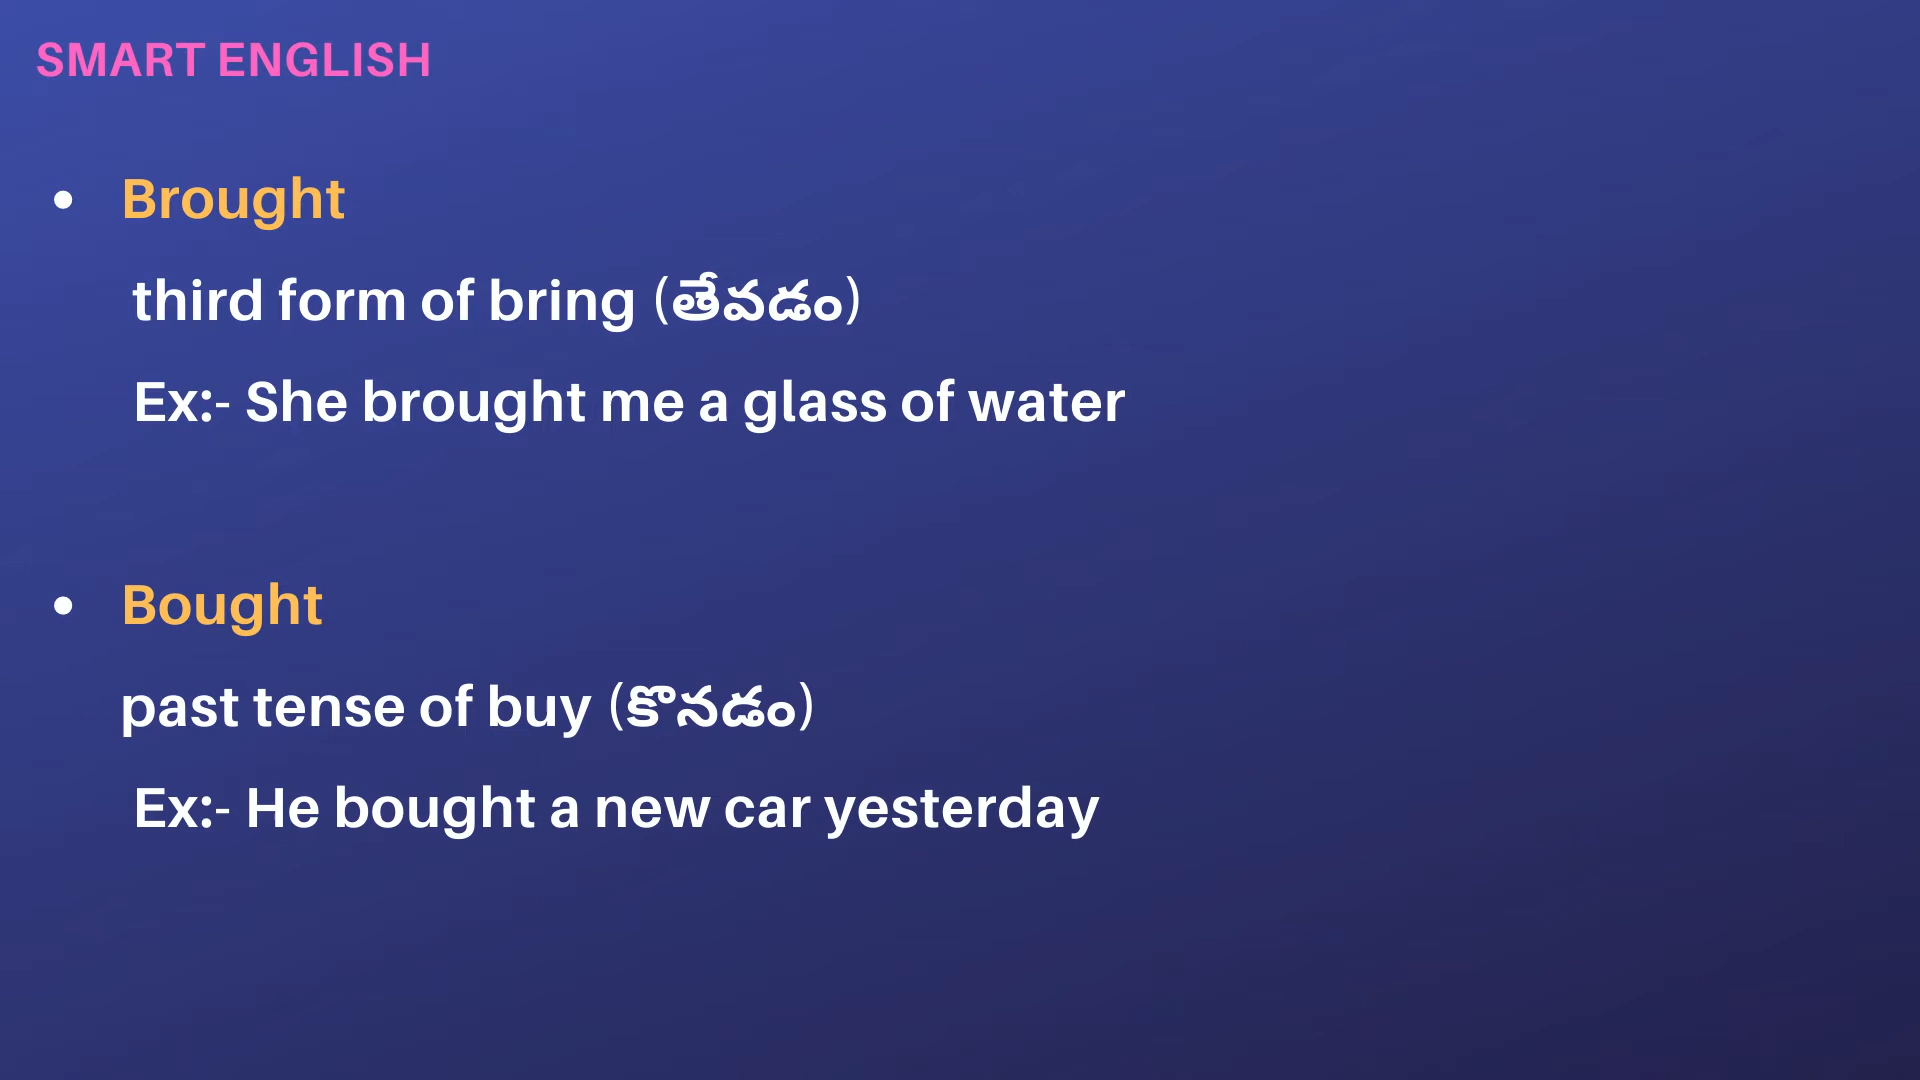 SMART ENGLISH
• Brought
third form of bring (తేవడం)
Ex:- She brought me a glass of water
• Bought
past tense of buy (కొనడం)
Ex:- He bought a new car yesterday